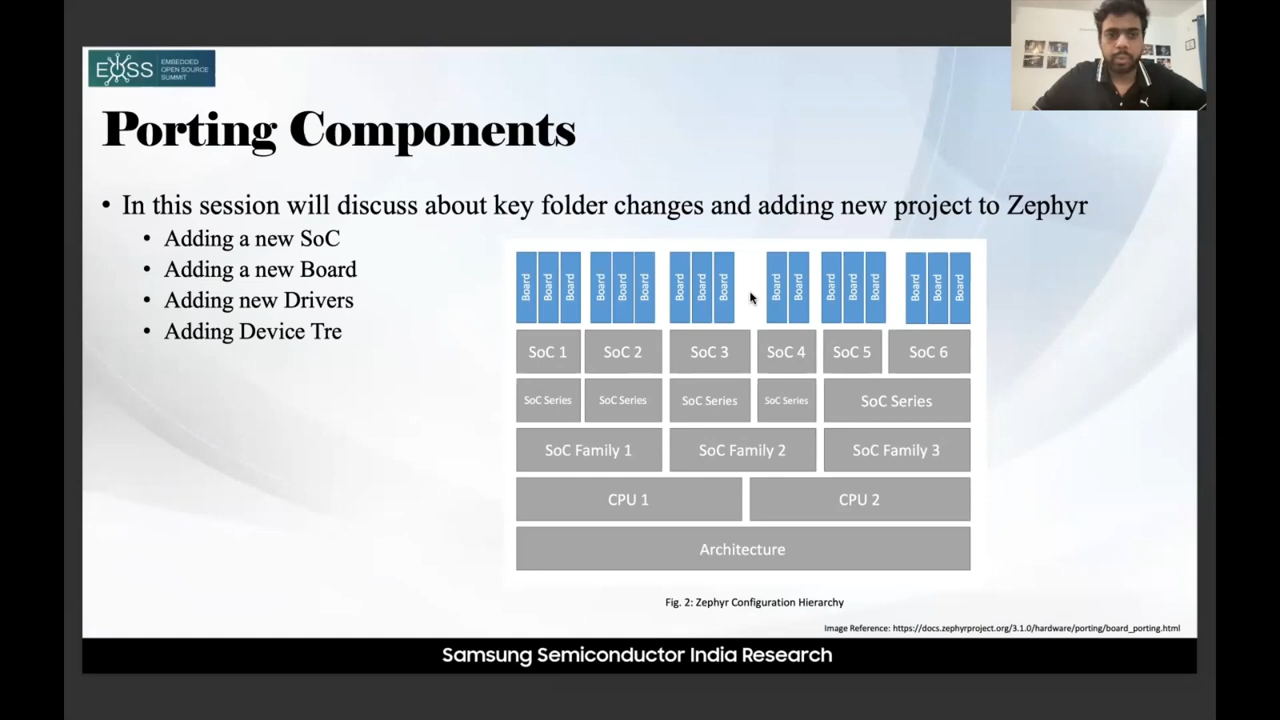 EOSS
EMBEDDED
OPEN SOURCE
SUMMIT
Porting Components
• In this session will discuss about key folder changes and adding new project to Zephyr
• Adding a new SoC
• Adding a new Board
• Adding new Drivers
• Adding Device Tre
Board Board Board Board Board Board Board Board Board Board Board Board Board Board Board Board Board
SoC 1 SoC 2 SoC 3 SoC 4 SoC 5 SoC 6
SoC Series SoC Series SoC Series SoC Series SoC Series
SoC Family 1 SoC Family 2 SoC Family 3
CPU 1 CPU 2
Architecture
Fig. 2: Zephyr Configuration Hierarchy
Image Reference: https://docs.zephyrproject.org/3.1.0/hardware/porting/board_porting.html
Samsung Semiconductor India Research